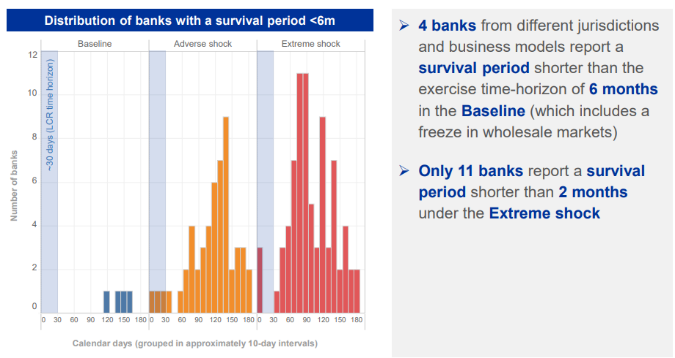 Distribution of banks with a survival period <6m
Baseline
Adverse shock
Extreme shock
12
10
8
6
4
2
0
Number of banks
~30 days (LCR time horizon)
0 30 60 90 120 150 180 0 30 60 90 120 150 180 0 30 60 90 120 150 180
Calendar days (grouped in approximately 10-day intervals)
➢ 4 banks from different jurisdictions
and business models report a
survival period shorter than the
exercise time-horizon of 6 months
in the Baseline (which includes a
freeze in wholesale markets)
➢ Only 11 banks report a survival
period shorter than 2 months
under the Extreme shock